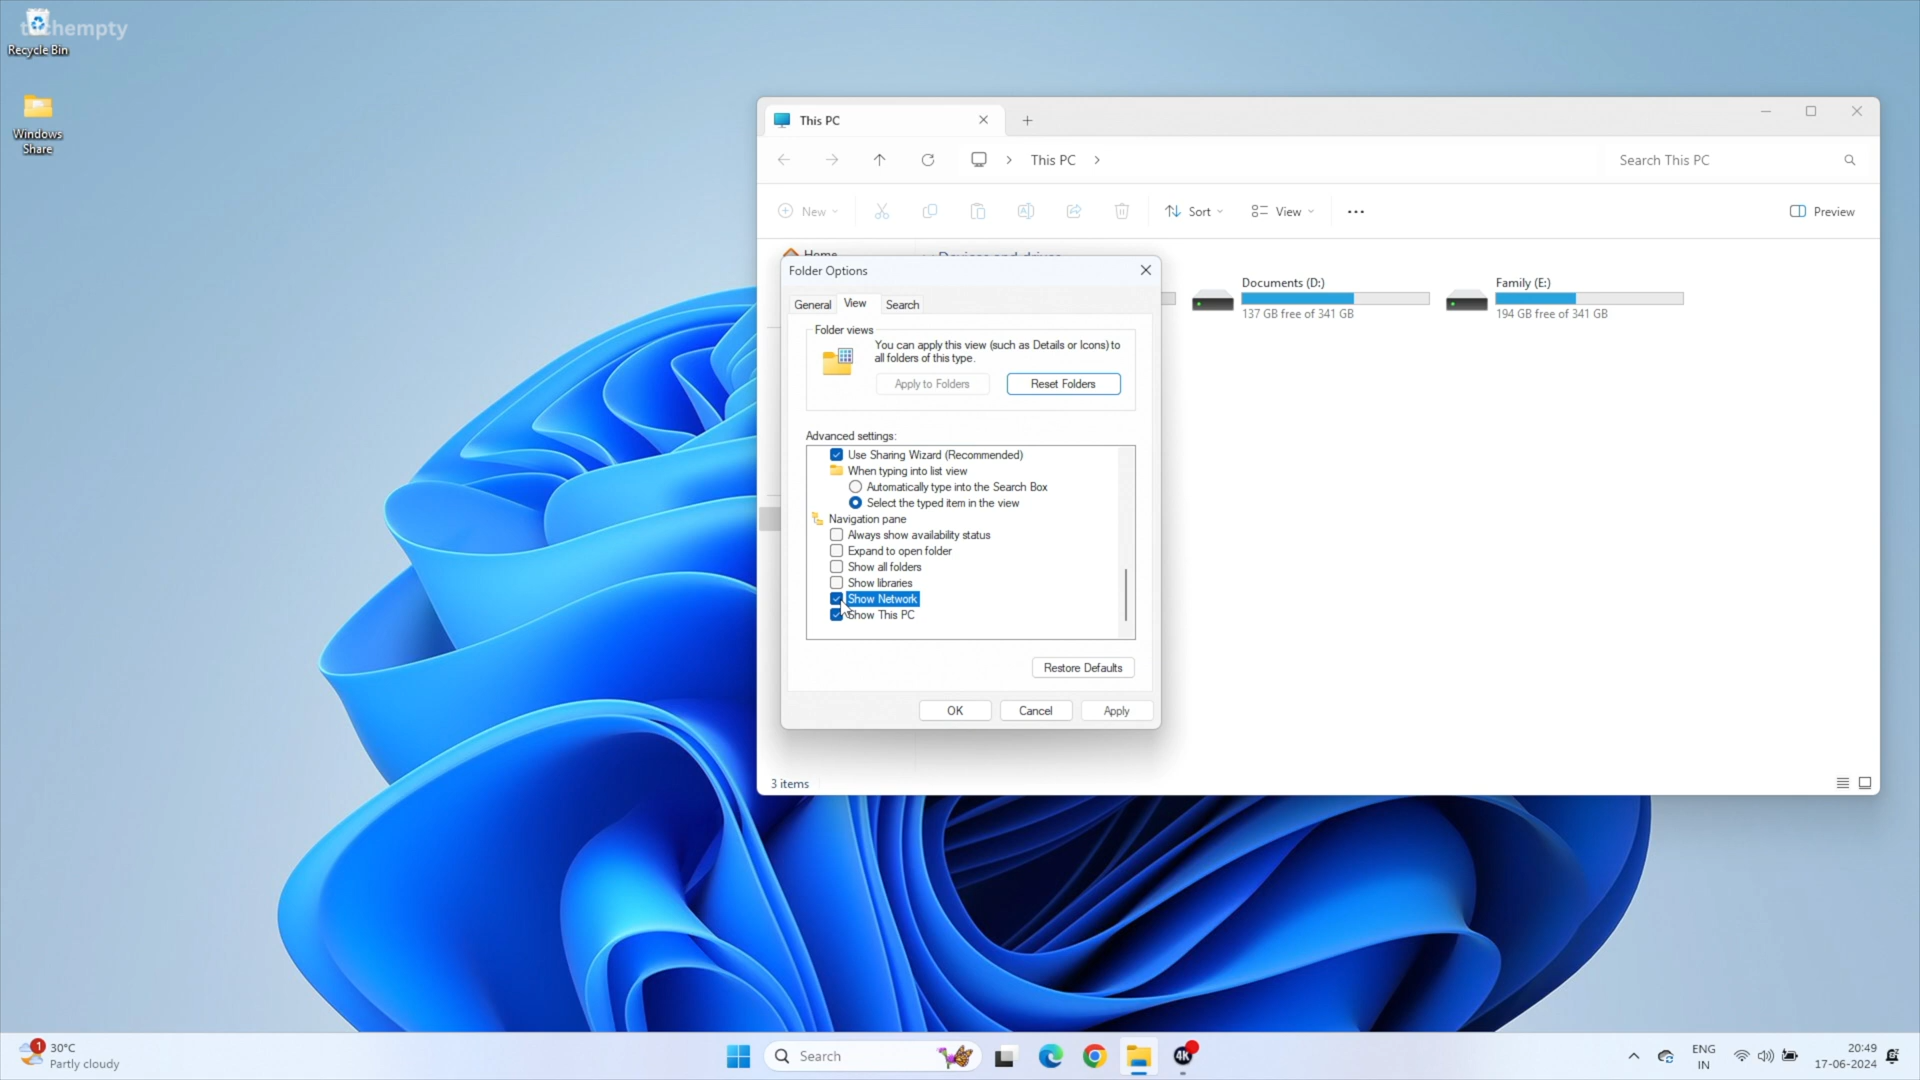 techempty
Recycle Bin
Windows
Share
This PC
This PC
Search This PC
New
Sort
View
Preview
Home
Devices and drives
Documents (D:)
137 GB free of 341 GB
Family (E:)
194 GB free of 341 GB
Folder Options
General
View
Search
Folder views
You can apply this view (such as Details or Icons) to
all folders of this type.
Apply to Folders
Reset Folders
Advanced settings:
Use Sharing Wizard (Recommended)
When typing into list view
Automatically type into the Search Box
Select the typed item in the view
Navigation pane
Always show availability status
Expand to open folder
Show all folders
Show libraries
Show Network
Show This PC
Restore Defaults
OK
Cancel
Apply
3 items
1
30°C
Partly cloudy
Search
4K
ENG
IN
20:49
17-06-2024